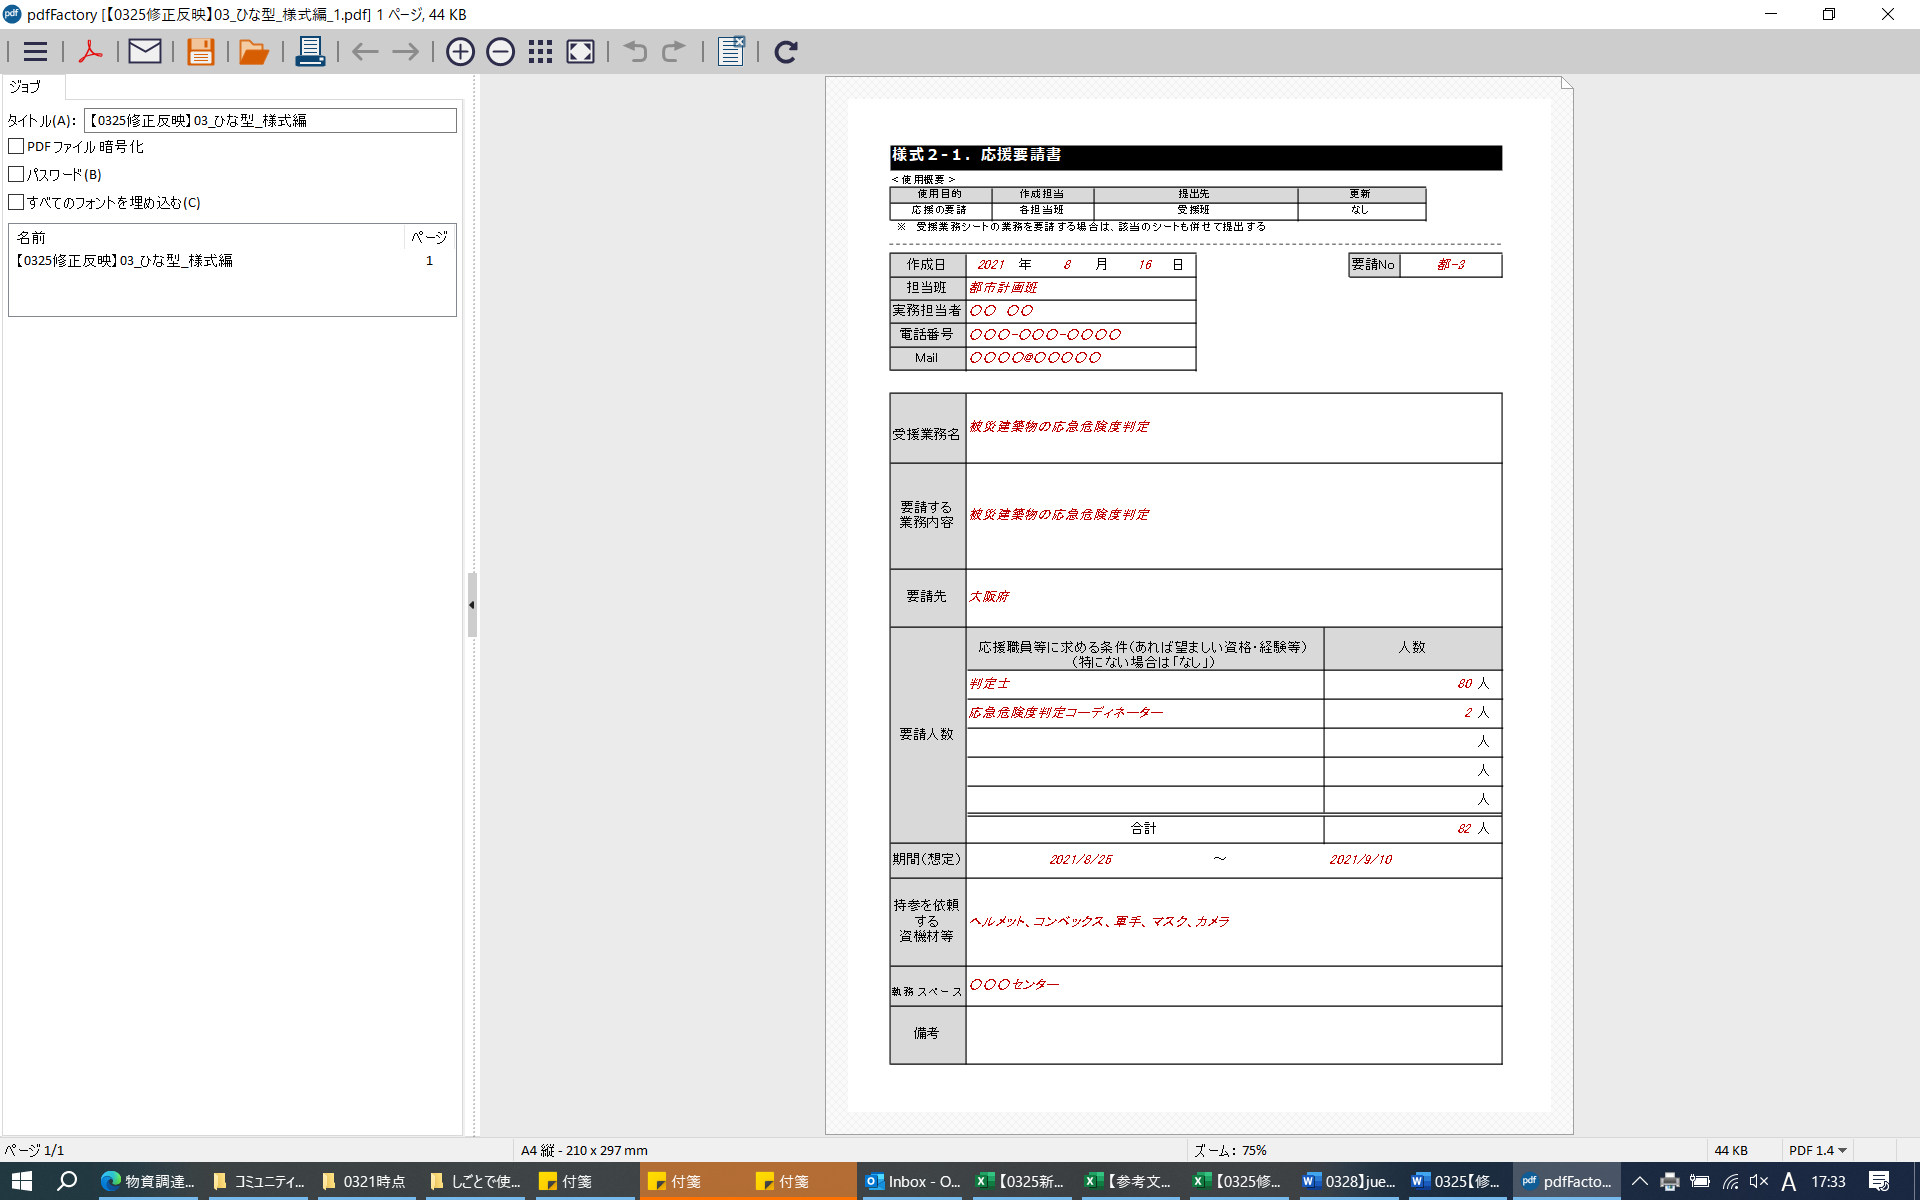 pdfFactory [【0325修正反映】03_ひな型_様式編_1.pdf] 1 ページ, 44 KB
ジョブ
タイトル(A): 【0325修正反映】03_ひな型_様式編
PDF ファイル 暗号化
パスワード(B)
すべてのフォントを埋め込む(C)
名前 ページ
【0325修正反映】03_ひな型_様式編 1
様式２-１．応援要請書
＜使用概要＞
使用目的 作成担当 提出先 更新
応援の要請 各担当班 受援班 なし
※ 受援業務シートの業務を要請する場合は、該当のシートも併せて提出する
作成日 2021 年 8 月 16 日 要請No 都-3
担当班 都市計画班
実務担当者 〇〇 〇〇
電話番号 〇〇〇-〇〇〇-〇〇〇〇
Mail 〇〇〇〇@〇〇〇〇〇
受援業務名 被災建築物の応急危険度判定
要請する
業務内容 被災建築物の応急危険度判定
要請先 大阪府
要請人数 応援職員等に求める条件（あれば望ましい資格・経験等）
（特にない場合は「なし」） 人数
判定士 80 人
応急危険度判定コーディネーター 2 人
人
人
人
合計 82 人
期間（想定） 2021/8/25 ～ 2021/9/10
持参を依頼
する
資機材等 ヘルメット、コンベックス、軍手、マスク、カメラ
執務スペース 〇〇〇センター
備考
ページ 1/1 A4 縦 - 210 x 297 mm ズーム: 75% 44 KB PDF 1.4
物資調達... コミュニティ... 0321時点 しごとで使... 付箋 付箋 付箋 Inbox - O... 【0325新... 【参考文... 【0325修... 0328】jue... 0325【修... pdfFacto... A 17:33